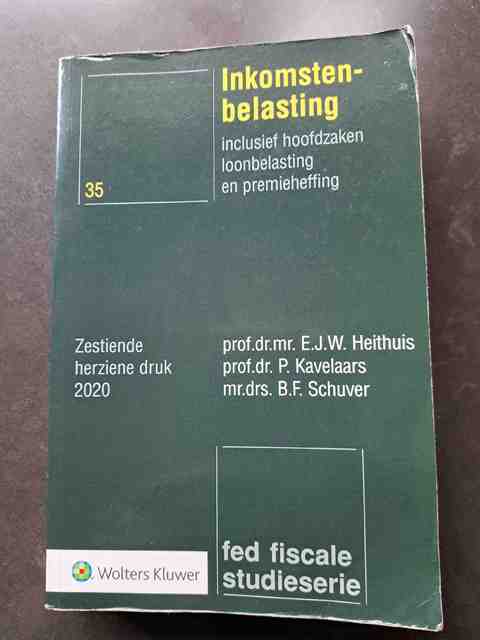 Inkomsten-
belasting
inclusief hoofdzaken
loonbelasting
en premieheffing
35
Zestiende
herziene druk
2020
prof.dr.mr. E.J.W. Heithuis
prof.dr. P. Kavelaars
mr.drs. B.F. Schuver
fed fiscale
studieserie
Wolters Kluwer